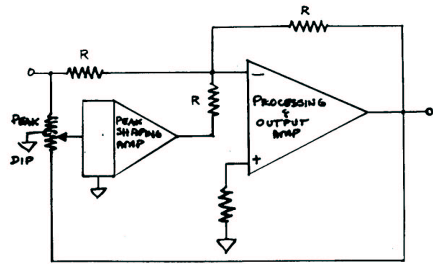 R
R
R
PEAK
DIP
PEAK
SHAPING
AMP
-
PROCESSING
&
OUTPUT
AMP
+